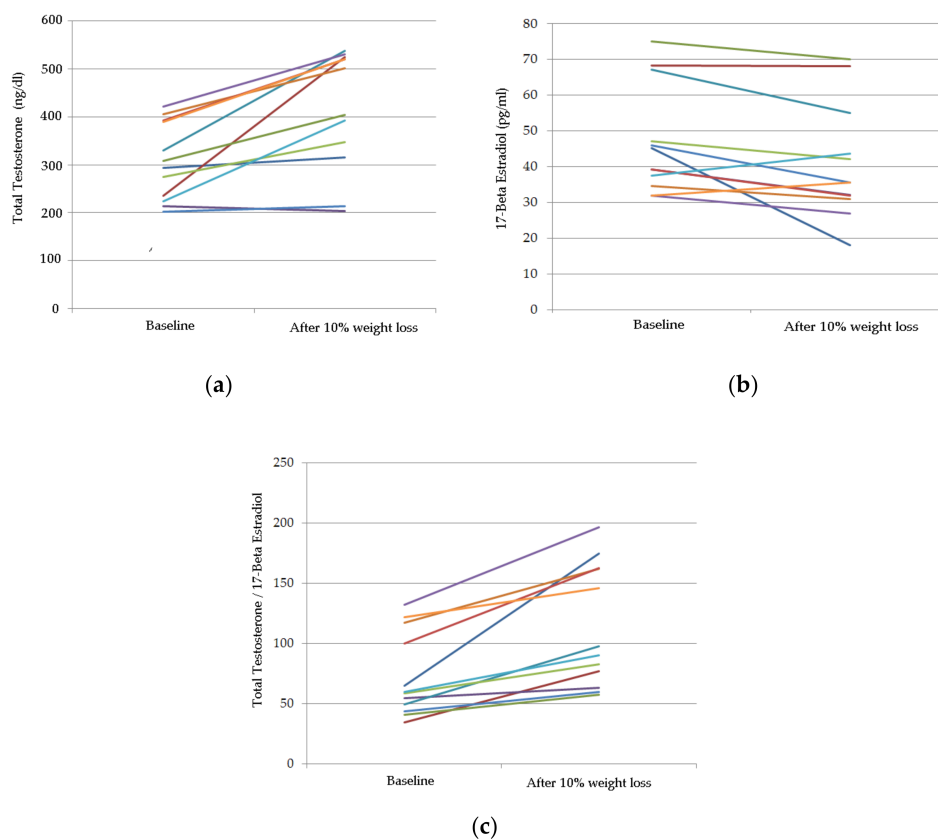 Total Testosterone (ng/dl)
600
500
400
300
200
100
0
Baseline
After 10% weight loss
(a)
17-Beta Estradiol (pg/ml)
80
70
60
50
40
30
20
10
0
Baseline
After 10% weight loss
(b)
Total Testosterone / 17-Beta Estradiol
250
200
150
100
50
0
Baseline
After 10% weight loss
(c)